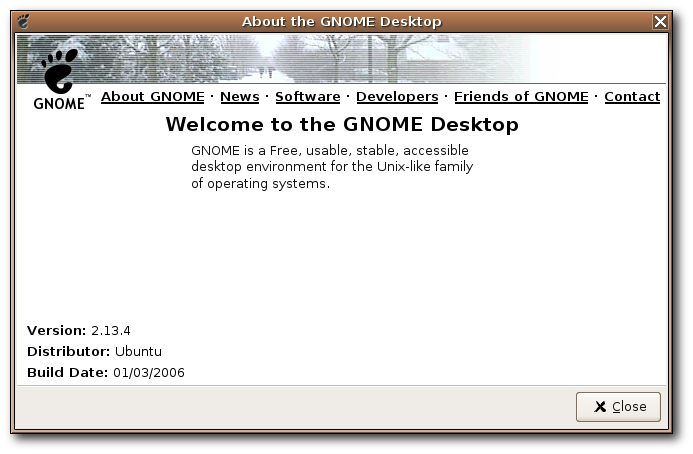 About the GNOME Desktop
GNOME™
About GNOME · News · Software · Developers · Friends of GNOME · Contact
Welcome to the GNOME Desktop
GNOME is a Free, usable, stable, accessible
desktop environment for the Unix-like family
of operating systems.
Version: 2.13.4
Distributor: Ubuntu
Build Date: 01/03/2006
Close